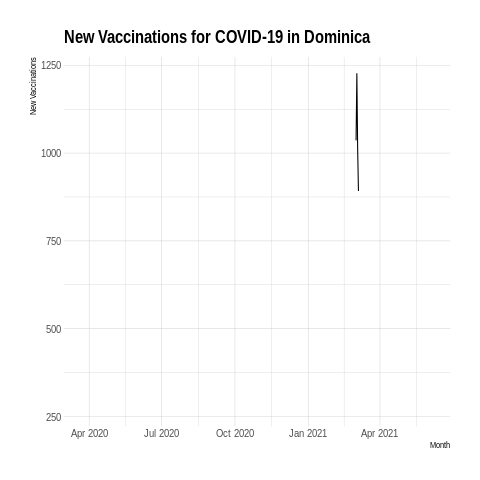 New Vaccinations for COVID-19 in Dominica
New Vaccinations
1250
1000
750
500
250
Apr 2020 Jul 2020 Oct 2020 Jan 2021 Apr 2021
Month